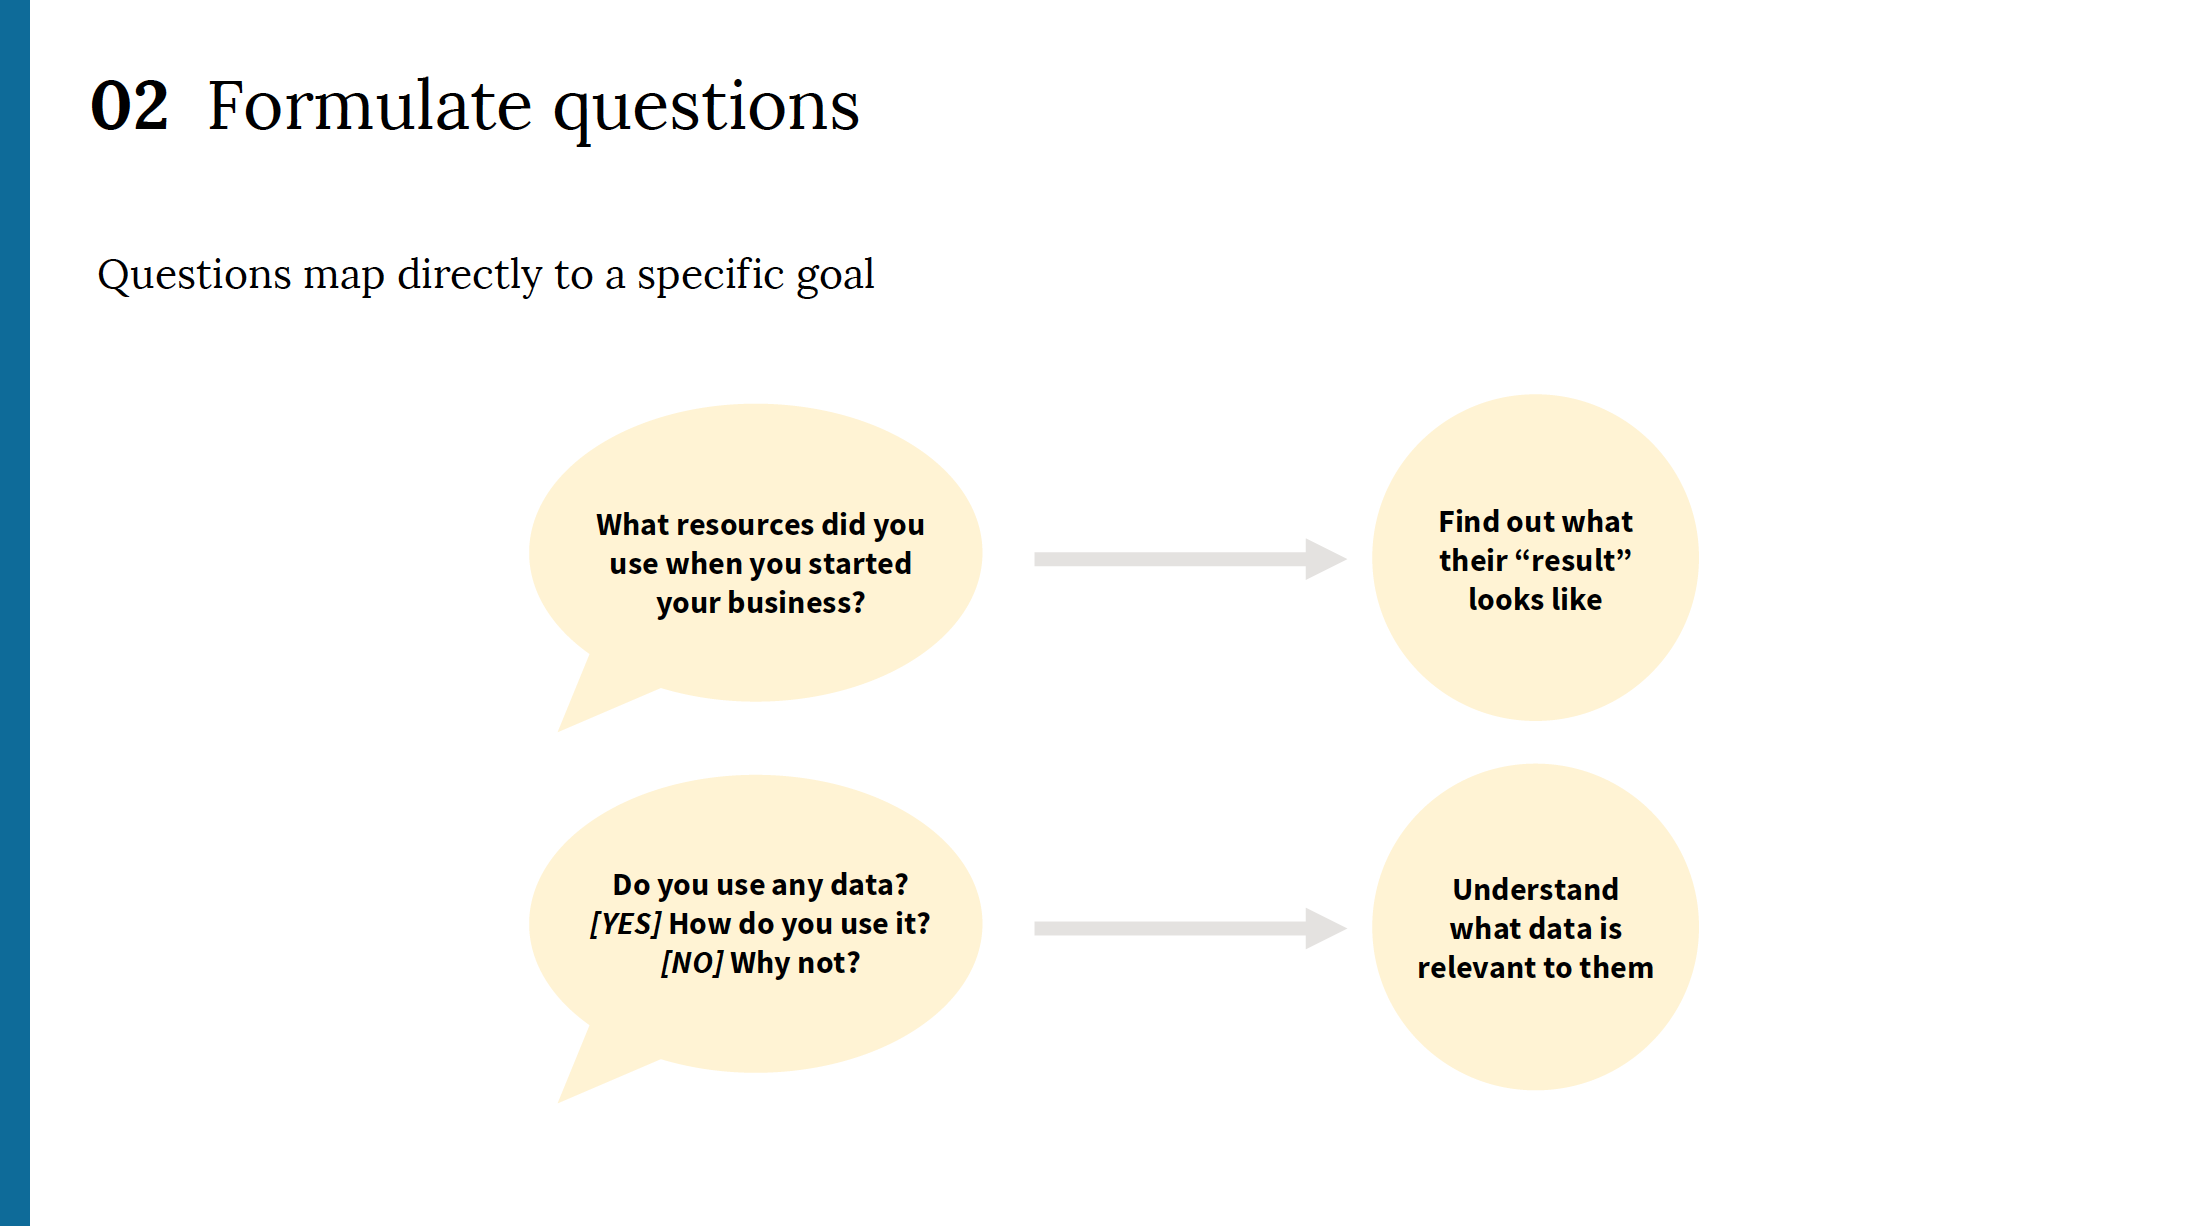 02 Formulate questions
Questions map directly to a specific goal
What resources did you
use when you started
your business?
Find out what
their “result”
looks like
Do you use any data?
[YES] How do you use it?
[NO] Why not?
Understand
what data is
relevant to them